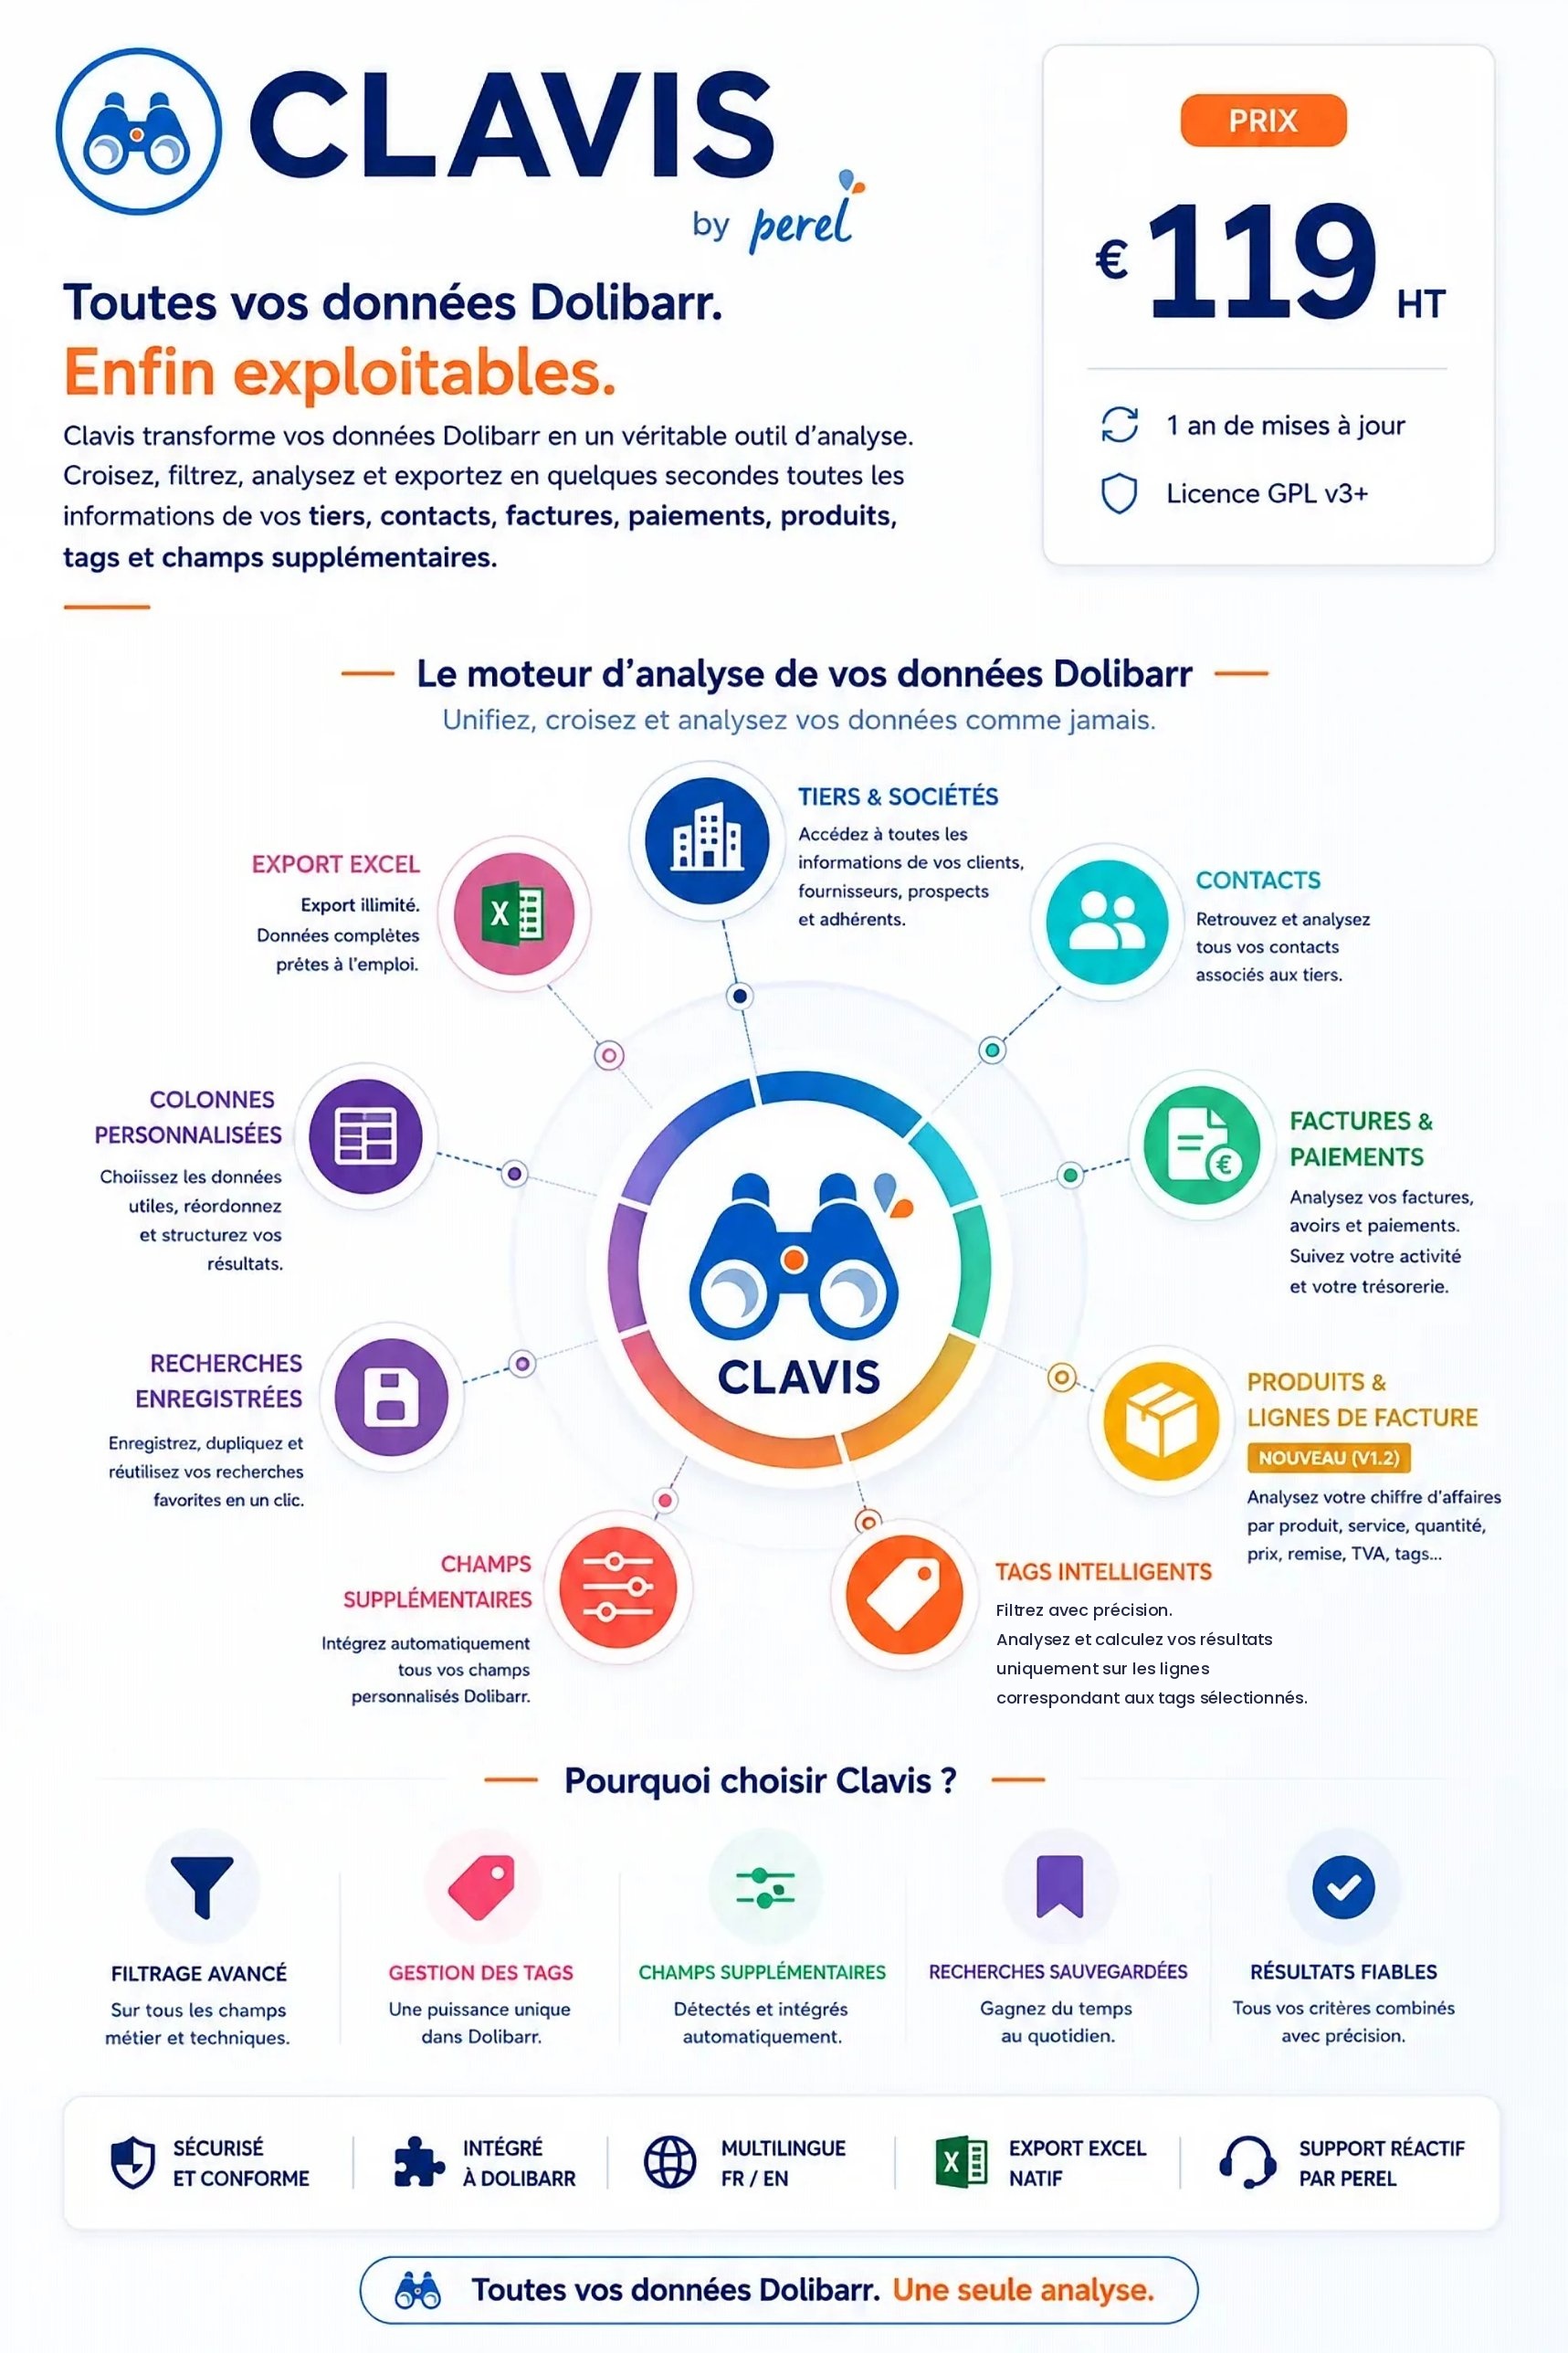 CLAVIS
by perel
PRIX
€ 119 HT
1 an de mises à jour
Licence GPL v3+
Toutes vos données Dolibarr.
Enfin exploitables.
Clavis transforme vos données Dolibarr en un véritable outil d'analyse.
Croisez, filtrez, analysez et exportez en quelques secondes toutes les
informations de vos tiers, contacts, factures, paiements, produits,
tags et champs supplémentaires.
Le moteur d'analyse de vos données Dolibarr
Unifiez, croisez et analysez vos données comme jamais.
TIERS & SOCIÉTÉS
Accédez à toutes les
informations de vos clients,
fournisseurs, prospects
et adhérents.
EXPORT EXCEL
Export illimité.
Données complètes
prêtes à l'emploi.
X
CONTACTS
Retrouvez et analysez
tous vos contacts
associés aux tiers.
COLONNES
PERSONNALISÉES
Choiissez les données
utiles, réordonnez
et structurez vos
résultats.
FACTURES &
PAIEMENTS
Analysez vos factures,
avoirs et paiements.
Suivez votre activité
et votre trésorerie.
€
CLAVIS
RECHERCHES
ENREGISTRÉES
Enregistrez, dupliquez et
réutilisez vos recherches
favorites en un clic.
PRODUITS &
LIGNES DE FACTURE
NOUVEAU (V1.2)
Analysez votre chiffre d'affaires
par produit, service, quantité,
prix, remise, TVA, tags...
CHAMPS
SUPPLÉMENTAIRES
Intégrez automatiquement
tous vos champs
personnalisés Dolibarr.
TAGS INTELLIGENTS
Filtrez avec précision.
Analysez et calculez vos résultats
uniquement sur les lignes
correspondant aux tags sélectionnés.
Pourquoi choisir Clavis ?
FILTRAGE AVANCÉ
Sur tous les champs
métier et techniques.
GESTION DES TAGS
Une puissance unique
dans Dolibarr.
CHAMPS SUPPLÉMENTAIRES
Détectés et intégrés
automatiquement.
RECHERCHES SAUVEGARDÉES
Gagnez du temps
au quotidien.
RÉSULTATS FIABLES
Tous vos critères combinés
avec précision.
SÉCURISÉ
ET CONFORME
INTÉGRÉ
À DOLIBARR
MULTILINGUE
FR / EN
X
EXPORT EXCEL
NATIF
SUPPORT RÉACTIF
PAR PEREL
Toutes vos données Dolibarr. Une seule analyse.